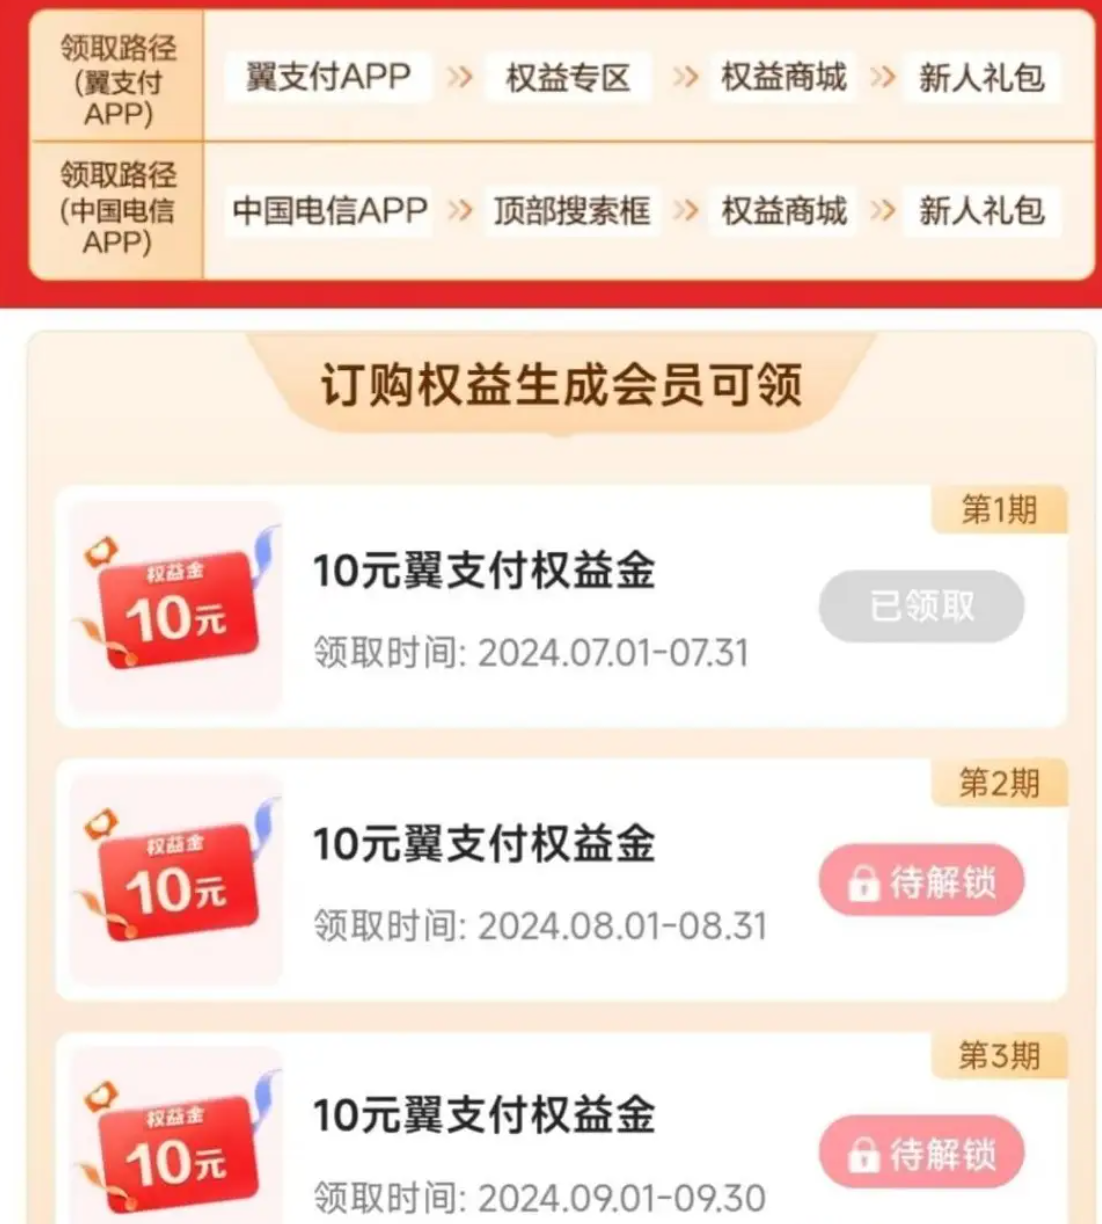 领取路径
(翼支付
APP)
翼支付APP >> 权益专区 >> 权益商城 >> 新人礼包
领取路径
(中国电信
APP)
中国电信APP >> 顶部搜索框 >> 权益商城 >> 新人礼包
订购权益生成会员可领
第1期
权益金
10元
10元翼支付权益金
领取时间: 2024.07.01-07.31
已领取
第2期
权益金
10元
10元翼支付权益金
领取时间: 2024.08.01-08.31
待解锁
第3期
权益金
10元
10元翼支付权益金
领取时间: 2024.09.01-09.30
待解锁